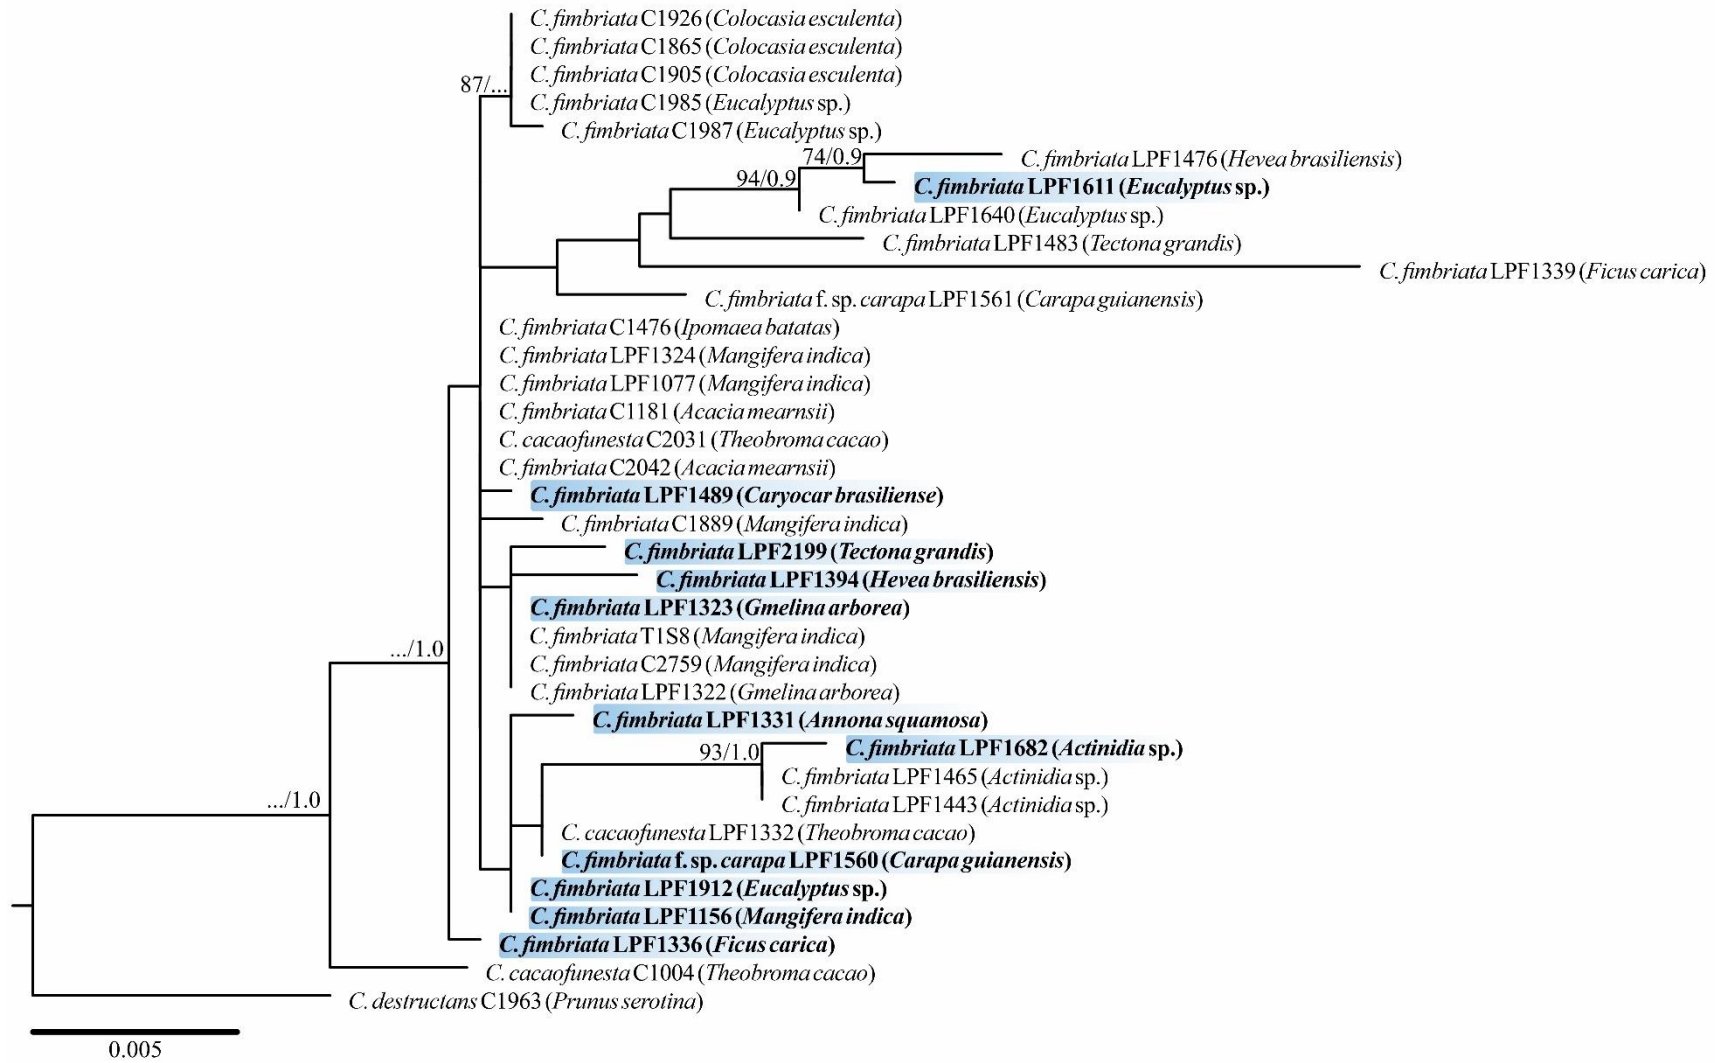 C. fimbriata C1926 (Colocasia esculenta)
C. fimbriata C1865 (Colocasia esculenta)
C. fimbriata C1905 (Colocasia esculenta)
87/...
C. fimbriata C1985 (Eucalyptus sp.)
C. fimbriata C1987 (Eucalyptus sp.)
74/0.9
C. fimbriata LPF1476 (Hevea brasiliensis)
94/0.9
C. fimbriata LPF1611 (Eucalyptus sp.)
C. fimbriata LPF1640 (Eucalyptus sp.)
C. fimbriata LPF1483 (Tectona grandis)
C. fimbriata LPF1339 (Ficus carica)
C. fimbriata f. sp. carapa LPF1561 (Carapa guianensis)
C. fimbriata C1476 (Ipomaea batatas)
C. fimbriata LPF1324 (Mangifera indica)
C. fimbriata LPF1077 (Mangifera indica)
C. fimbriata C1181 (Acacia mearnsii)
C. cacaofunesta C2031 (Theobroma cacao)
C. fimbriata C2042 (Acacia mearnsii)
C. fimbriata LPF1489 (Caryocar brasiliense)
C. fimbriata C1889 (Mangifera indica)
C. fimbriata LPF2199 (Tectona grandis)
C. fimbriata LPF1394 (Hevea brasiliensis)
C. fimbriata LPF1323 (Gmelina arborea)
C. fimbriata T1S8 (Mangifera indica)
.../1.0
C. fimbriata C2759 (Mangifera indica)
C. fimbriata LPF1322 (Gmelina arborea)
C. fimbriata LPF1331 (Annona squamosa)
93/1.0
C. fimbriata LPF1682 (Actinidia sp.)
C. fimbriata LPF1465 (Actinidia sp.)
.../1.0
C. fimbriata LPF1443 (Actinidia sp.)
C. cacaofunesta LPF1332 (Theobroma cacao)
C. fimbriata f. sp. carapa LPF1560 (Carapa guianensis)
C. fimbriata LPF1912 (Eucalyptus sp.)
C. fimbriata LPF1156 (Mangifera indica)
C. fimbriata LPF1336 (Ficus carica)
C. cacaofunesta C1004 (Theobroma cacao)
C. destructans C1963 (Prunus serotina)
0.005